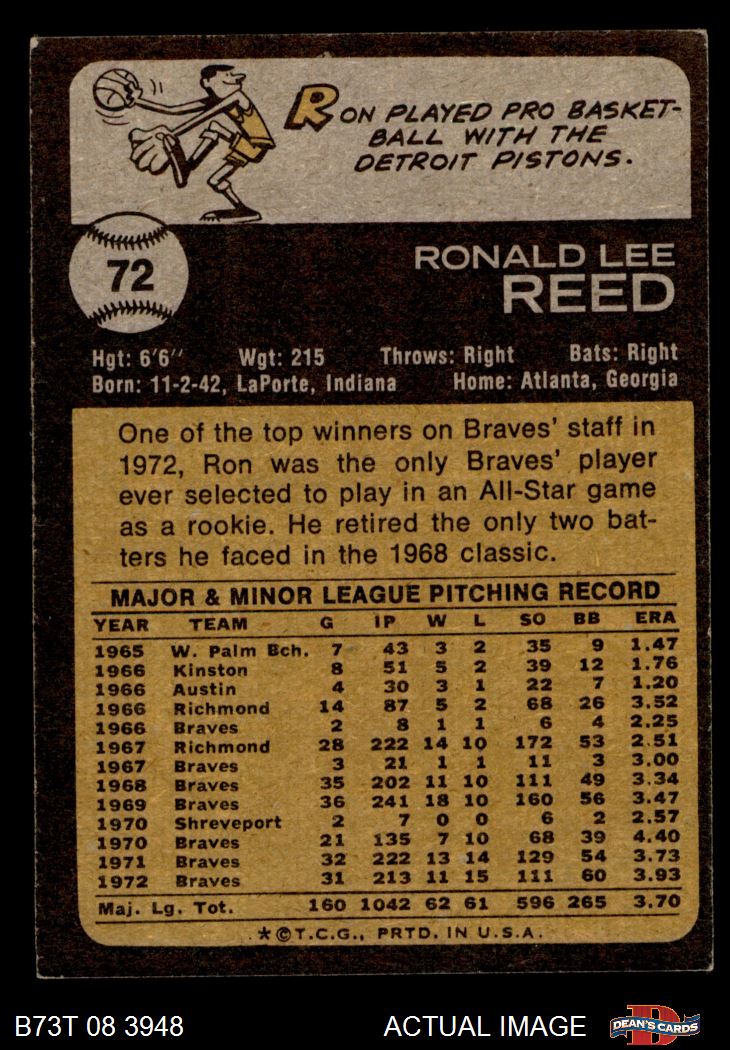 RON PLAYED PRO BASKET-
BALL WITH THE
DETROIT PISTONS.
72
RONALD LEE
REED
Hgt: 6'6" Wgt: 215 Throws: Right Bats: Right
Born: 11-2-42, LaPorte, Indiana Home: Atlanta, Georgia
One of the top winners on Braves' staff in
1972, Ron was the only Braves' player
ever selected to play in an All-Star game
as a rookie. He retired the only two bat-
ters he faced in the 1968 classic.
MAJOR & MINOR LEAGUE PITCHING RECORD
YEAR TEAM G IP W L SO BB ERA
1965 W. Palm Bch. 7 43 3 2 35 9 1.47
1966 Kinston 8 51 5 2 39 12 1.76
1966 Austin 4 30 3 1 22 7 1.20
1966 Richmond 14 87 5 2 68 26 3.52
1966 Braves 2 8 1 1 6 4 2.25
1967 Richmond 28 222 14 10 172 53 2.51
1967 Braves 3 21 1 1 11 3 3.00
1968 Braves 35 202 11 10 111 49 3.34
1969 Braves 36 241 18 10 160 56 3.47
1970 Shreveport 2 7 0 0 6 2 2.57
1970 Braves 21 135 7 10 68 39 4.40
1971 Braves 32 222 13 14 129 54 3.73
1972 Braves 31 213 11 15 111 60 3.93
Maj. Lg. Tot. 160 1042 62 61 596 265 3.70
*©T.C.G., PRTD. IN U.S.A.
B73T 08 3948 ACTUAL IMAGE DEAN'S CARDS